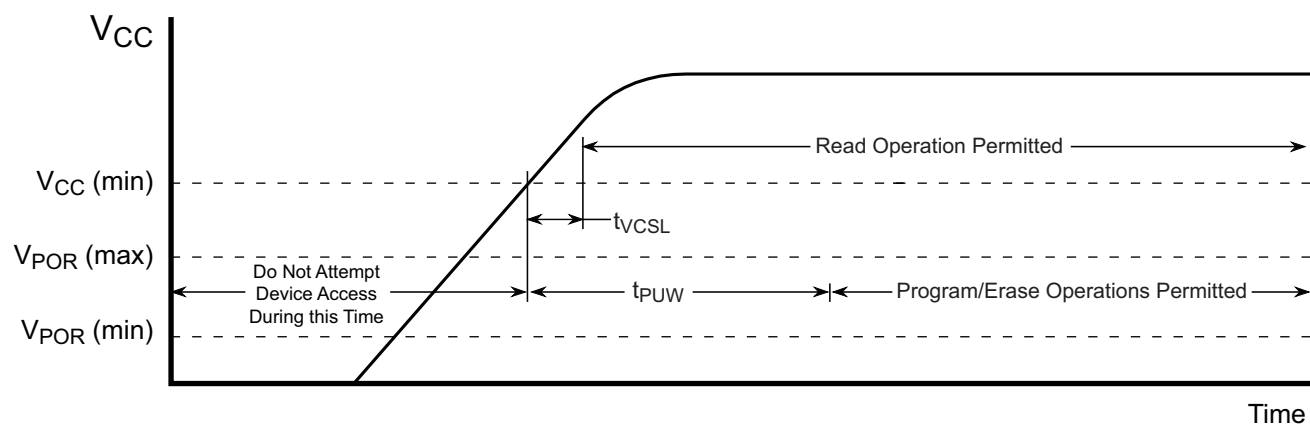 VCC
Read Operation Permitted
VCC (min)
tVCSL
VPOR (max)
Do Not Attempt
Device Access
During this Time
tPUW
Program/Erase Operations Permitted
VPOR (min)
Time